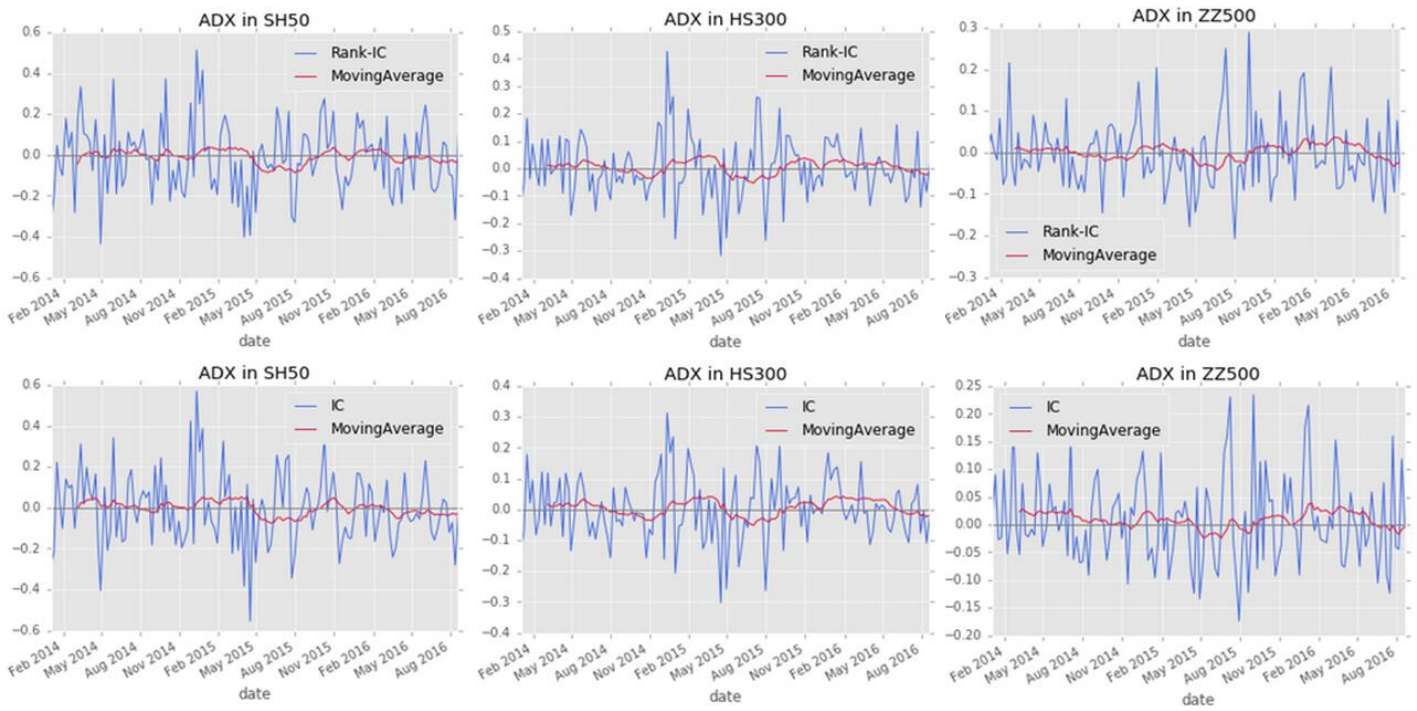 ADX in SH50
0.6
0.4
0.2
0.0
−0.2
−0.4
−0.6
Rank-IC
MovingAverage
Feb 2014
May 2014
Aug 2014
Nov 2014
Feb 2015
May 2015
Aug 2015
Nov 2015
Feb 2016
May 2016
Aug 2016
date
ADX in HS300
0.5
0.4
0.3
0.2
0.1
0.0
−0.1
−0.2
−0.3
−0.4
Rank-IC
MovingAverage
Feb 2014
May 2014
Aug 2014
Nov 2014
Feb 2015
May 2015
Aug 2015
Nov 2015
Feb 2016
May 2016
Aug 2016
date
ADX in ZZ500
0.3
0.2
0.1
0.0
−0.1
−0.2
−0.3
Rank-IC
MovingAverage
Feb 2014
May 2014
Aug 2014
Nov 2014
Feb 2015
May 2015
Aug 2015
Nov 2015
Feb 2016
May 2016
Aug 2016
date
ADX in SH50
0.6
0.4
0.2
0.0
−0.2
−0.4
−0.6
IC
MovingAverage
Feb 2014
May 2014
Aug 2014
Nov 2014
Feb 2015
May 2015
Aug 2015
Nov 2015
Feb 2016
May 2016
Aug 2016
date
ADX in HS300
0.4
0.3
0.2
0.1
0.0
−0.1
−0.2
−0.3
−0.4
IC
MovingAverage
Feb 2014
May 2014
Aug 2014
Nov 2014
Feb 2015
May 2015
Aug 2015
Nov 2015
Feb 2016
May 2016
Aug 2016
date
ADX in ZZ500
0.25
0.20
0.15
0.10
0.05
0.00
−0.05
−0.10
−0.15
−0.20
IC
MovingAverage
Feb 2014
May 2014
Aug 2014
Nov 2014
Feb 2015
May 2015
Aug 2015
Nov 2015
Feb 2016
May 2016
Aug 2016
date